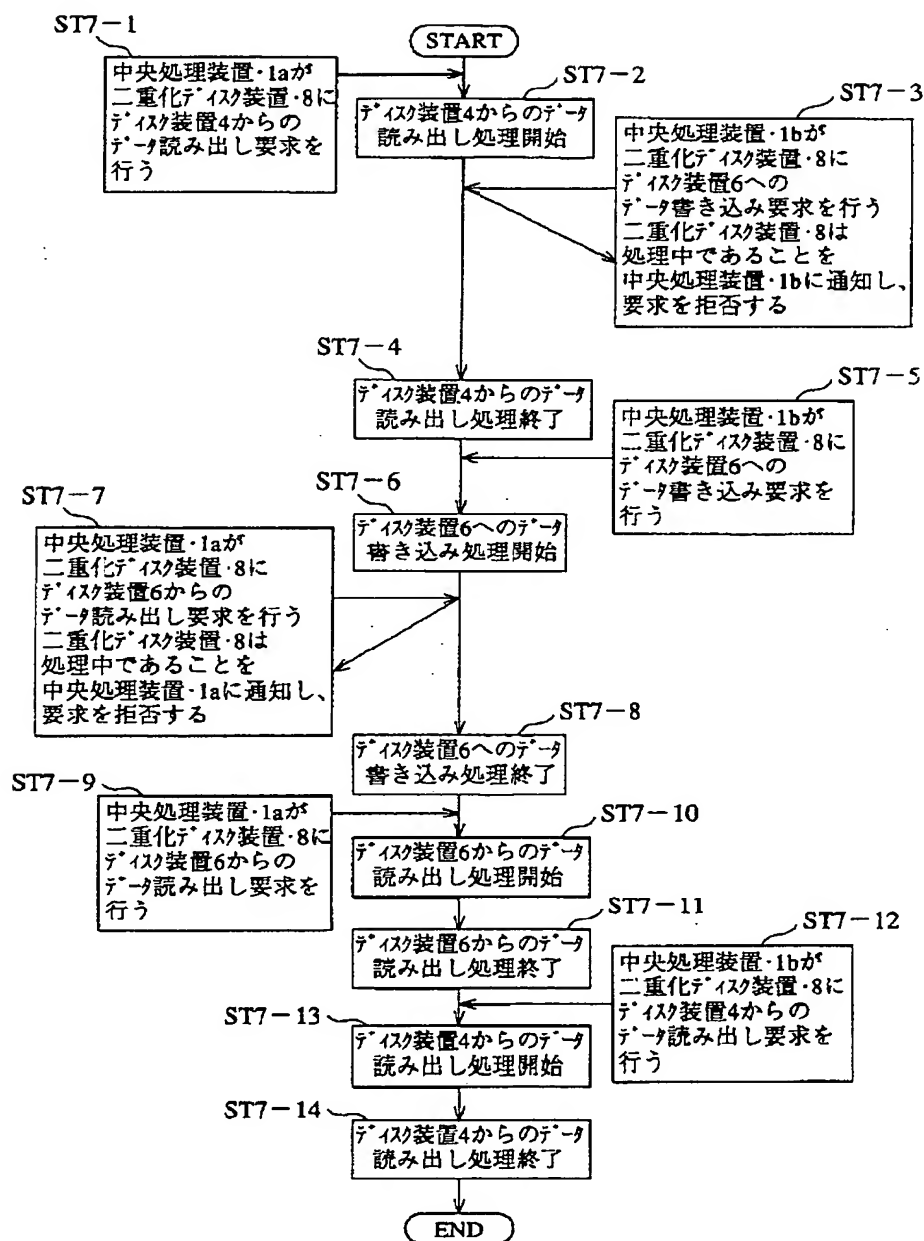 ST7-1
START
中央処理装置・1aが
二重化ディスク装置・8に
ディスク装置4からの
データ読み出し要求を
行う
ST7-2
ディスク装置4からのデータ
読み出し処理開始
ST7-3
中央処理装置・1bが
二重化ディスク装置・8に
ディスク装置6への
データ書き込み要求を行う
二重化ディスク装置・8は
処理中であることを
中央処理装置・1bに通知し、
要求を拒否する
ST7-4
ディスク装置4からのデータ
読み出し処理終了
ST7-5
中央処理装置・1bが
二重化ディスク装置・8に
ディスク装置6への
データ書き込み要求を
行う
ST7-6
ディスク装置6へのデータ
書き込み処理開始
ST7-7
中央処理装置・1aが
二重化ディスク装置・8に
ディスク装置6からの
データ読み出し要求を行う
二重化ディスク装置・8は
処理中であることを
中央処理装置・1aに通知し、
要求を拒否する
ST7-8
ディスク装置6へのデータ
書き込み処理終了
ST7-9
中央処理装置・1aが
二重化ディスク装置・8に
ディスク装置6からの
データ読み出し要求を
行う
ST7-10
ディスク装置6からのデータ
読み出し処理開始
ST7-11
ディスク装置6からのデータ
読み出し処理終了
ST7-12
中央処理装置・1bが
二重化ディスク装置・8に
ディスク装置4からの
データ読み出し要求を
行う
ST7-13
ディスク装置4からのデータ
読み出し処理開始
ST7-14
ディスク装置4からのデータ
読み出し処理終了
END